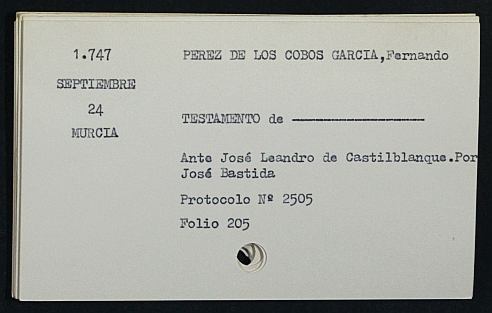 1.747
SEPTIEMBRE
24
MURCIA
PEREZ DE LOS COBOS GARCIA,Fernando
TESTAMENTO de ————————————
Ante José Leandro de Castilblanque.Por
José Bastida
Protocolo Nº 2505
Folio 205